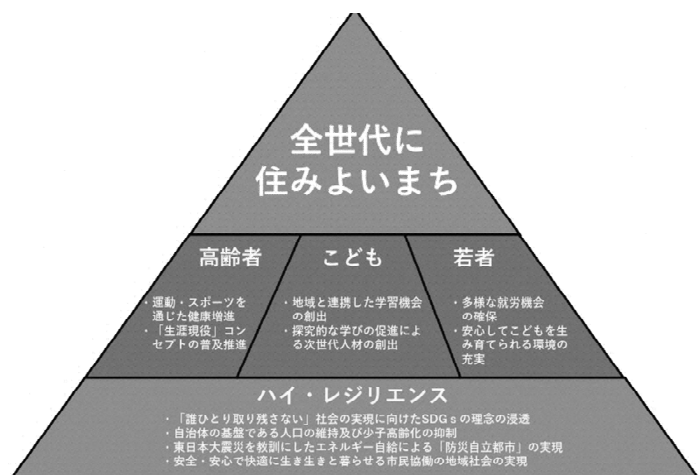 全世代に
住みよいまち
高齢者
・運動・スポーツを
通じた健康増進
・「生涯現役」コン
セプトの普及推進
こども
・地域と連携した学習機会
の創出
・探究的な学びの促進によ
る次世代人材の創出
若者
・多様な就労機会
の確保
・安心してこどもを生
み育てられる環境の
充実
ハイ・レジリエンス
・「誰ひとり取り残さない」社会の実現に向けたSDGｓの理念の浸透
・自治体の基盤である人口の維持及び少子高齢化の抑制
・東日本大震災を教訓にしたエネルギー自給による「防災自立都市」の実現
・安全・安心で快適に生き生きと暮らせる市民協働の地域社会の実現